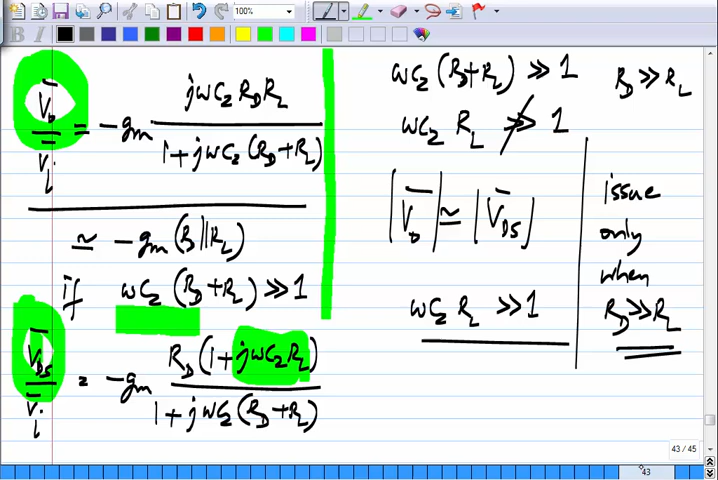 100%
B I
V̄o/V̄i = -gm jωC2 RD RL / 1 + jωC2 (RD+RL)
≃ -gm (RD||RL)
if ωC2 (RD+RL) >> 1
V̄DS/V̄i = -gm RD (1 + jωC2RL) / 1 + jωC2 (RD+RL)
ωC2 (RD+RL) >> 1 RD >> RL
ωC2 RL >> 1
|V̄o| ≃ |V̄DS|
ωC2 RL >> 1
issue
only
when
RD >> RL
43 / 45
43